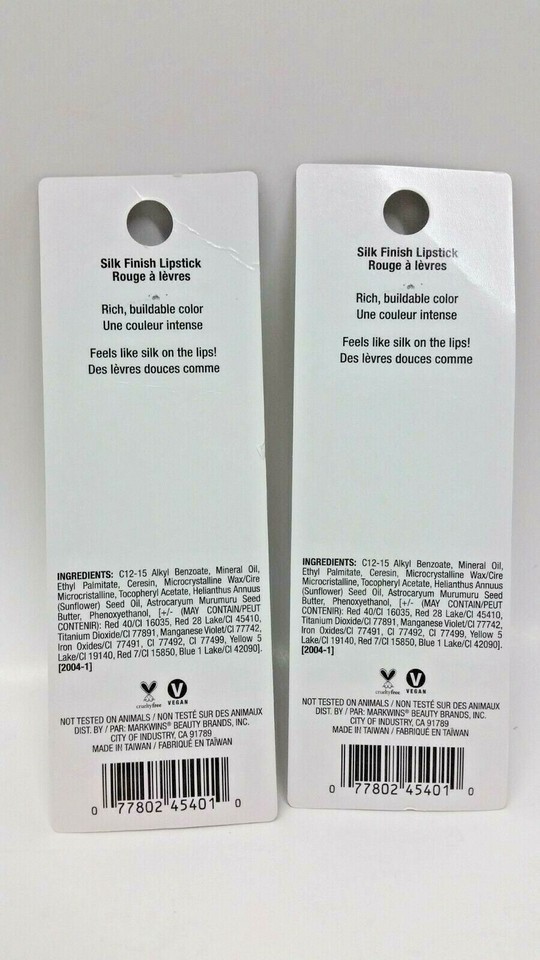 Silk Finish Lipstick
Rouge à lèvres
Rich, buildable color
Une couleur intense
Feels like silk on the lips!
Des lèvres douces comme
INGREDIENTS: C12-15 Alkyl Benzoate, Mineral Oil,
Ethyl Palmitate, Ceresin, Microcrystalline Wax/Cire
Microcristalline, Tocopheryl Acetate, Helianthus Annuus
(Sunflower) Seed Oil, Astrocaryum Murumuru Seed
Butter, Phenoxyethanol, [+/- (MAY CONTAIN/PEUT
CONTENIR): Red 40/CI 16035, Red 28 Lake/CI 45410,
Titanium Dioxide/CI 77891, Manganese Violet/CI 77742,
Iron Oxides/CI 77491, CI 77492, CI 77499, Yellow 5
Lake/CI 19140, Red 7/CI 15850, Blue 1 Lake/CI 42090].
[2004-1]
crueltyfree
V
VEGAN
NOT TESTED ON ANIMALS / NON TESTÉ SUR DES ANIMAUX
DIST. BY / PAR: MARKWINS® BEAUTY BRANDS, INC.
CITY OF INDUSTRY, CA 91789
MADE IN TAIWAN / FABRIQUÉ EN TAÏWAN
0 77802 45401 0
Silk Finish Lipstick
Rouge à lèvres
Rich, buildable color
Une couleur intense
Feels like silk on the lips!
Des lèvres douces comme
INGREDIENTS: C12-15 Alkyl Benzoate, Mineral Oil,
Ethyl Palmitate, Ceresin, Microcrystalline Wax/Cire
Microcristalline, Tocopheryl Acetate, Helianthus Annuus
(Sunflower) Seed Oil, Astrocaryum Murumuru Seed
Butter, Phenoxyethanol, [+/- (MAY CONTAIN/PEUT
CONTENIR): Red 40/CI 16035, Red 28 Lake/CI 45410,
Titanium Dioxide/CI 77891, Manganese Violet/CI 77742,
Iron Oxides/CI 77491, CI 77492, CI 77499, Yellow 5
Lake/CI 19140, Red 7/CI 15850, Blue 1 Lake/CI 42090].
[2004-1]
crueltyfree
V
VEGAN
NOT TESTED ON ANIMALS / NON TESTÉ SUR DES ANIMAUX
DIST. BY / PAR: MARKWINS® BEAUTY BRANDS, INC.
CITY OF INDUSTRY, CA 91789
MADE IN TAIWAN / FABRIQUÉ EN TAÏWAN
0 77802 45401 0